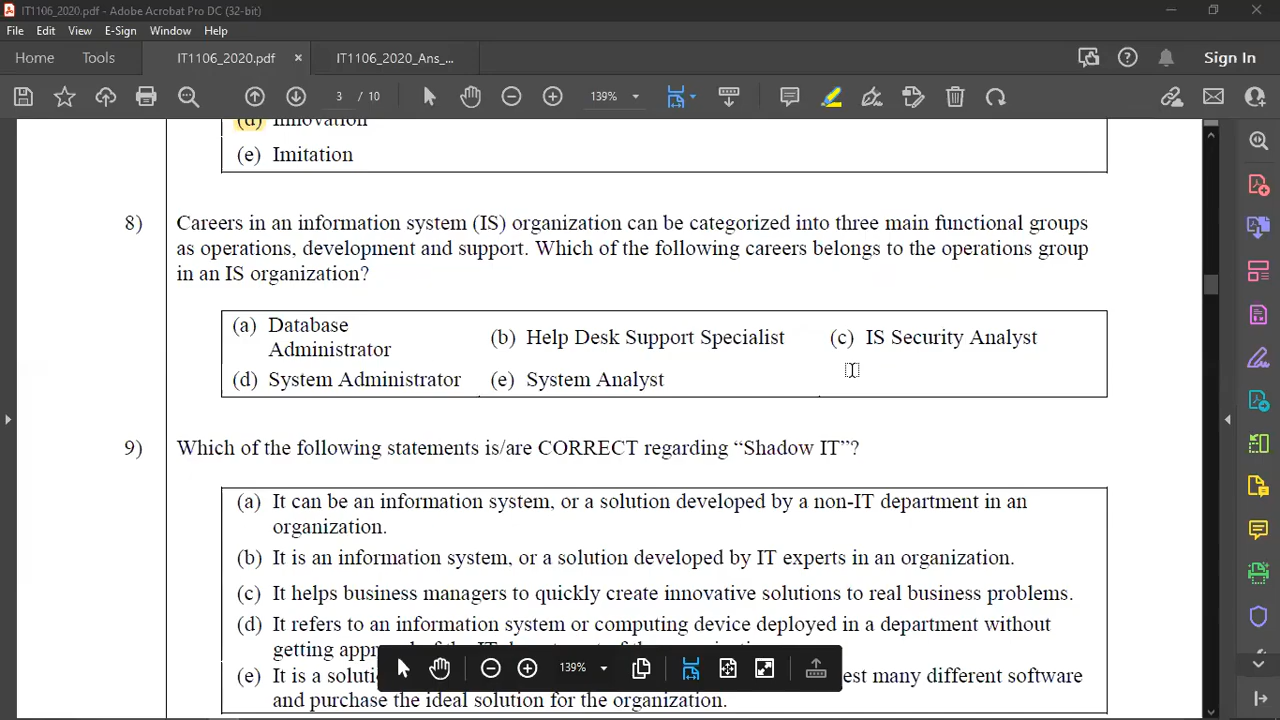 IT1106_2020.pdf - Adobe Acrobat Pro DC (32-bit)
File Edit View E-Sign Window Help
Home Tools IT1106_2020.pdf × IT1106_2020_Ans_... Sign In
3 / 10 139%
(d) Innovation
(e) Imitation
8) Careers in an information system (IS) organization can be categorized into three main functional groups
as operations, development and support. Which of the following careers belongs to the operations group
in an IS organization?
(a) Database
Administrator
(b) Help Desk Support Specialist
(c) IS Security Analyst
(d) System Administrator
(e) System Analyst
9) Which of the following statements is/are CORRECT regarding “Shadow IT”?
(a) It can be an information system, or a solution developed by a non-IT department in an
organization.
(b) It is an information system, or a solution developed by IT experts in an organization.
(c) It helps business managers to quickly create innovative solutions to real business problems.
(d) It refers to an information system or computing device deployed in a department without
getting
(e) It is a est many different software
and purchase the ideal solution for the organization.
139%